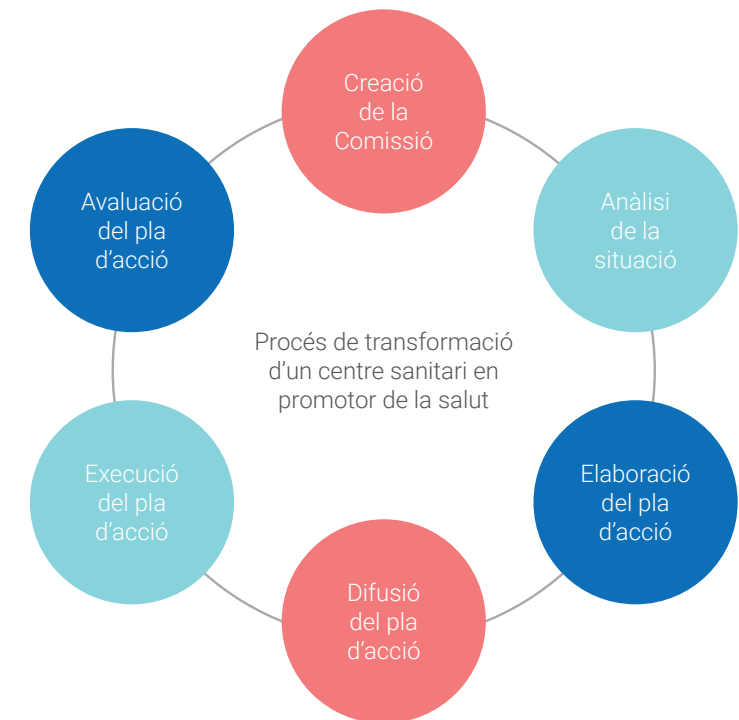 Creació
de la
Comissió
Anàlisi
de la
situació
Elaboració
del pla
d’acció
Difusió
del pla
d’acció
Execució
del pla
d’acció
Avaluació
del pla
d’acció
Procés de transformació
d’un centre sanitari en
promotor de la salut